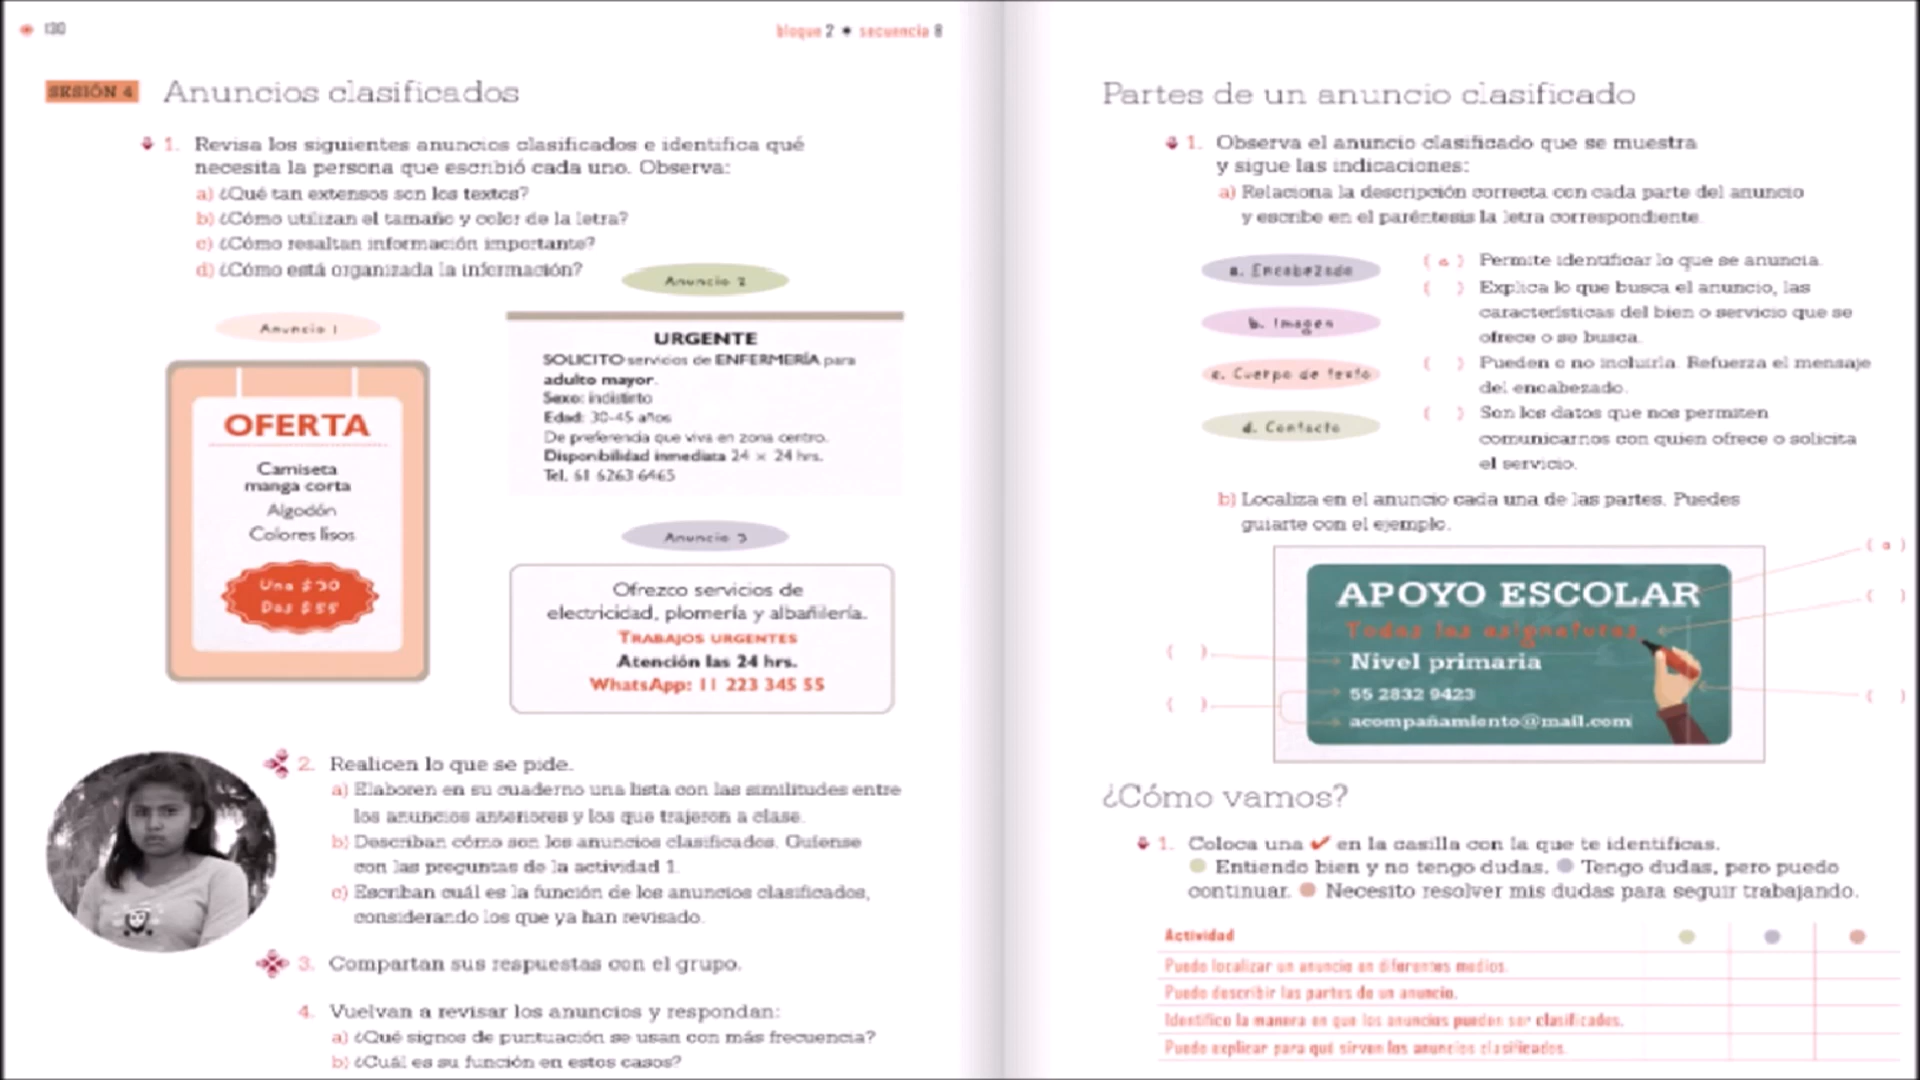 130
bloque 2 • secuencia 8
SESIÓN 4
Anuncios clasificados
1. Revisa los siguientes anuncios clasificados e identifica qué
necesita la persona que escribió cada uno. Observa:
a) ¿Qué tan extensos son los textos?
b) ¿Cómo utilizan el tamaño y color de la letra?
c) ¿Cómo resaltan información importante?
d) ¿Cómo está organizada la información?
Anuncio 1
OFERTA
Camiseta
manga corta
Algodón
Colores lisos
Una $30
Dos $55
Anuncio 2
URGENTE
SOLICITO servicios de ENFERMERÍA para
adulto mayor.
Sexo: indistinto
Edad: 30-45 años
De preferencia que viva en zona centro.
Disponibilidad inmediata 24 × 24 hrs.
Tel. 61 6263 6465
Anuncio 3
Ofrezco servicios de
electricidad, plomería y albañilería.
TRABAJOS URGENTES
Atención las 24 hrs.
WhatsApp: 11 223 345 55
2. Realicen lo que se pide.
a) Elaboren en su cuaderno una lista con las similitudes entre
los anuncios anteriores y los que trajeron a clase.
b) Describan cómo son los anuncios clasificados. Guíense
con las preguntas de la actividad 1.
c) Escriban cuál es la función de los anuncios clasificados,
considerando los que ya han revisado.
3. Compartan sus respuestas con el grupo.
4. Vuelvan a revisar los anuncios y respondan:
a) ¿Qué signos de puntuación se usan con más frecuencia?
b) ¿Cuál es su función en estos casos?
Partes de un anuncio clasificado
1. Observa el anuncio clasificado que se muestra
y sigue las indicaciones:
a) Relaciona la descripción correcta con cada parte del anuncio
y escribe en el paréntesis la letra correspondiente.
a. Encabezado
b. Imagen
c. Cuerpo de texto
d. Contacto
( a ) Permite identificar lo que se anuncia.
( ) Explica lo que busca el anuncio, las
características del bien o servicio que se
ofrece o se busca.
( ) Pueden o no incluirla. Refuerza el mensaje
del encabezado.
( ) Son los datos que nos permiten
comunicarnos con quien ofrece o solicita
el servicio.
b) Localiza en el anuncio cada una de las partes. Puedes
guiarte con el ejemplo.
( a )
APOYO ESCOLAR
( )
Todas las asignaturas
( )
Nivel primaria
( )
55 2832 9423
( )
acompañamiento@mail.com
¿Cómo vamos?
1. Coloca una ✔ en la casilla con la que te identificas.
Entiendo bien y no tengo dudas. Tengo dudas, pero puedo
continuar. Necesito resolver mis dudas para seguir trabajando.
Actividad
Puedo localizar un anuncio en diferentes medios.
Puedo describir las partes de un anuncio.
Identifico la manera en que los anuncios pueden ser clasificados.
Puedo explicar para qué sirven los anuncios clasificados.